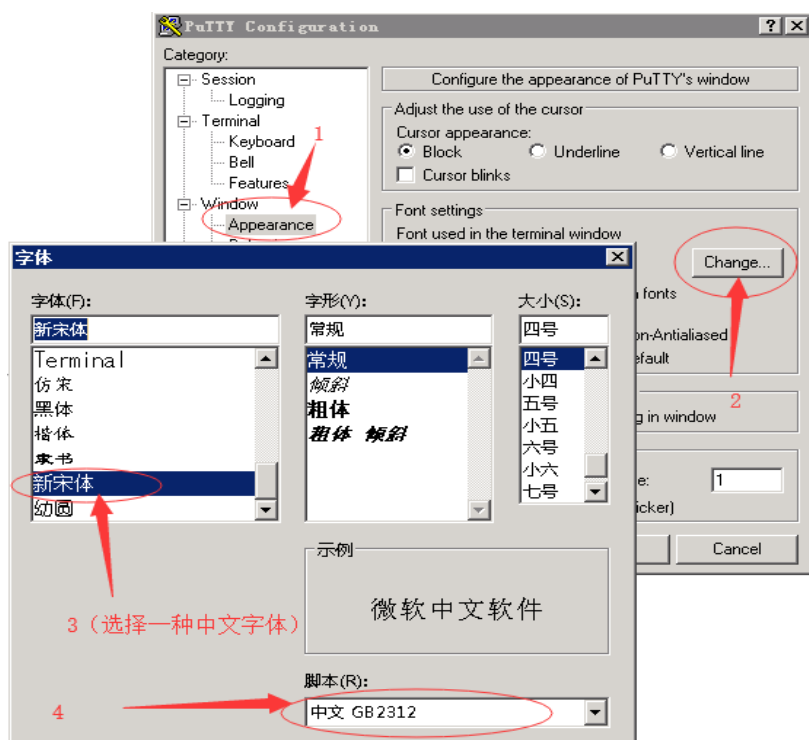 PuTTY Configuration
Category:
Session
Logging
Terminal
Keyboard
Bell
Features
Window
Appearance
1
Configure the appearance of PuTTY's window
Adjust the use of the cursor
Cursor appearance:
Block
Underline
Vertical line
Cursor blinks
Font settings
Font used in the terminal window
Change...
fonts
on-Antialiased
efault
2
g in window
e:
1
icker)
Cancel
字体
字体(F):
新宋体
Terminal
仿宋
黑体
楷体
隶书
新宋体
幼圆
字形(Y):
常规
常规
倾斜
粗体
粗体 倾斜
大小(S):
四号
四号
小四
五号
小五
六号
小六
七号
3（选择一种中文字体）
示例
微软中文软件
脚本(R):
中文 GB2312
4